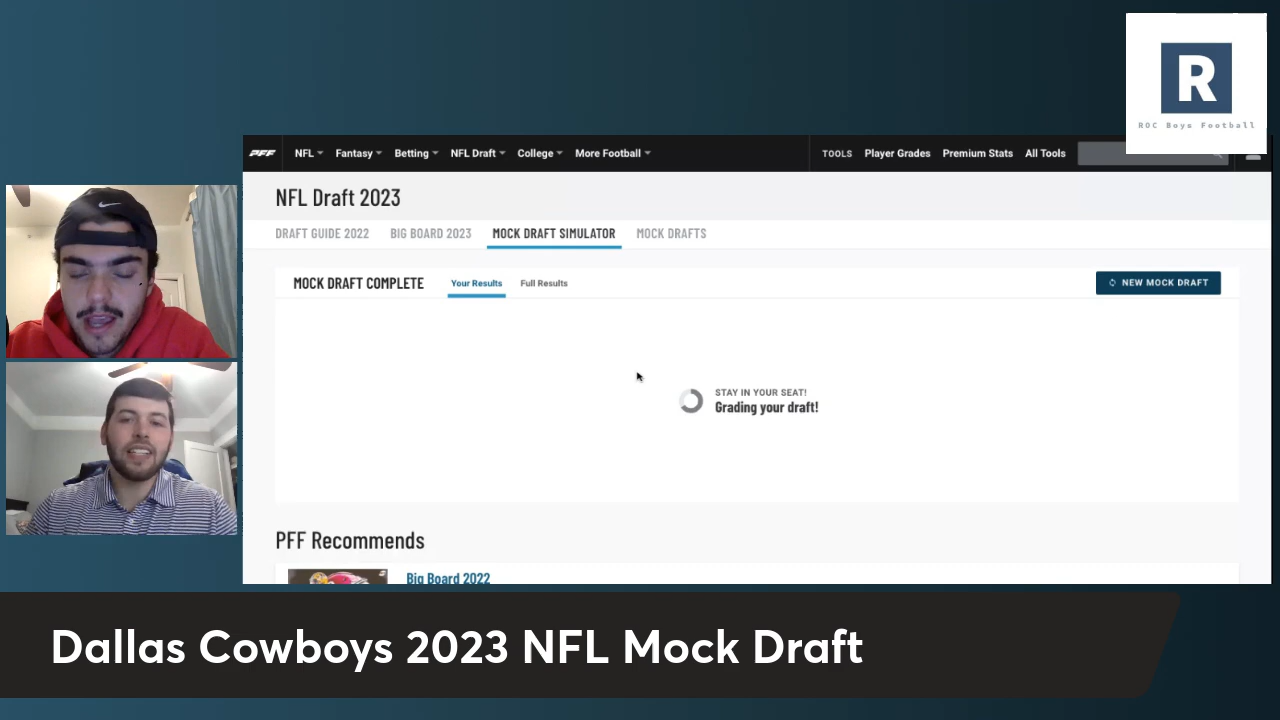 R
ROC Boys Football
PFF NFL Fantasy Betting NFL Draft College More Football TOOLS Player Grades Premium Stats All Tools
NFL Draft 2023
DRAFT GUIDE 2022 BIG BOARD 2023 MOCK DRAFT SIMULATOR MOCK DRAFTS
MOCK DRAFT COMPLETE Your Results Full Results NEW MOCK DRAFT
STAY IN YOUR SEAT!
Grading your draft!
PFF Recommends
Big Board 2022
Dallas Cowboys 2023 NFL Mock Draft